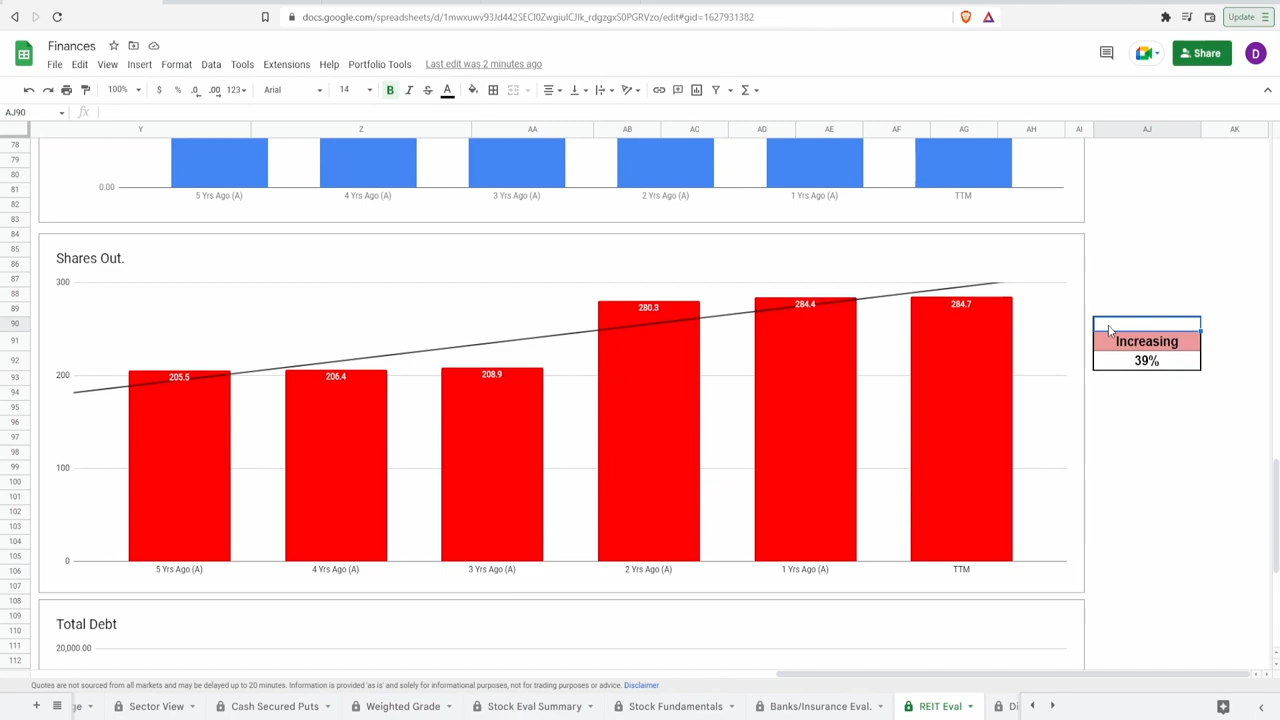 docs.google.com/spreadsheets/d/1mwxuwv93Jd442SECI0ZwgiuICJIk_rdgzgxS0PGRVzo/edit#gid=1627931382
Update
Finances
File Edit View Insert Format Data Tools Extensions Help Portfolio Tools Last edit was 2 minutes ago
Share
D
100% $ % .0 .00 123 Arial 14 B I S A
AJ90 fx
Y Z AA AB AC AD AE AF AG AH AI AJ AK
78
79
80
81
82
83
84
85
86
87
88
89
90
91
92
93
94
95
96
97
98
99
100
101
102
103
104
105
106
107
108
109
110
111
112
0.00
5 Yrs Ago (A) 4 Yrs Ago (A) 3 Yrs Ago (A) 2 Yrs Ago (A) 1 Yrs Ago (A) TTM
Shares Out.
300
200
100
0
205.5 206.4 208.9 280.3 284.4 284.7
5 Yrs Ago (A) 4 Yrs Ago (A) 3 Yrs Ago (A) 2 Yrs Ago (A) 1 Yrs Ago (A) TTM
Increasing
39%
Total Debt
20,000.00
Quotes are not sourced from all markets and may be delayed up to 20 minutes. Information is provided 'as is' and solely for informational purposes, not for trading purposes or advice. Disclaimer
ge Sector View Cash Secured Puts Weighted Grade Stock Eval Summary Stock Fundamentals Banks/Insurance Eval. REIT Eval Di